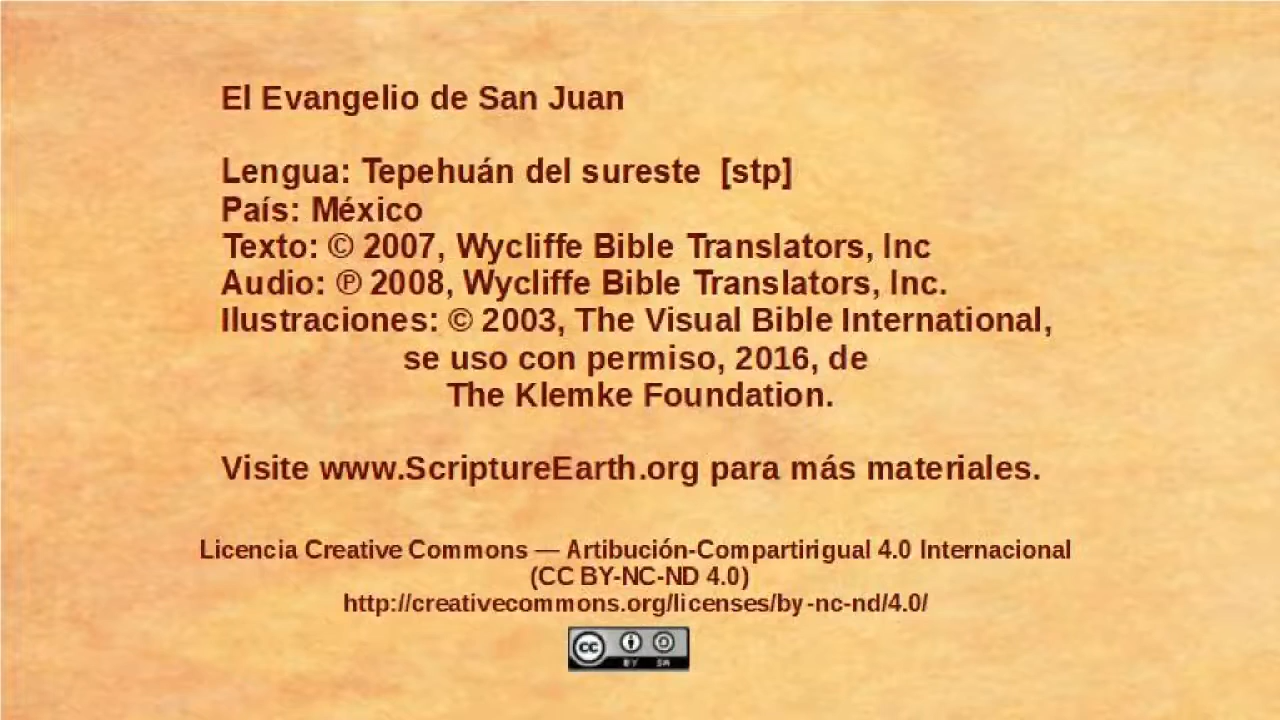 El Evangelio de San Juan
Lengua: Tepehuán del sureste [stp]
País: México
Texto: © 2007, Wycliffe Bible Translators, Inc
Audio: ℗ 2008, Wycliffe Bible Translators, Inc.
Ilustraciones: © 2003, The Visual Bible International,
se uso con permiso, 2016, de
The Klemke Foundation.
Visite www.ScriptureEarth.org para más materiales.
Licencia Creative Commons — Artibución-Compartirigual 4.0 Internacional
(CC BY-NC-ND 4.0)
http://creativecommons.org/licenses/by-nc-nd/4.0/
cc BY SA